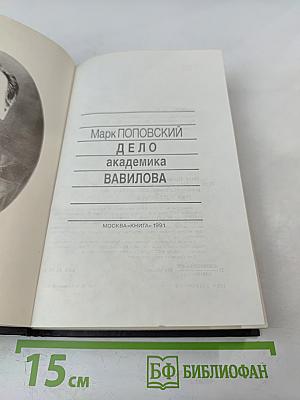 Марк ПОПОВСКИЙ
ДЕЛО
академика
ВАВИЛОВА
МОСКВА«КНИГА»1991
15 см
БФ БИБЛИОФАН